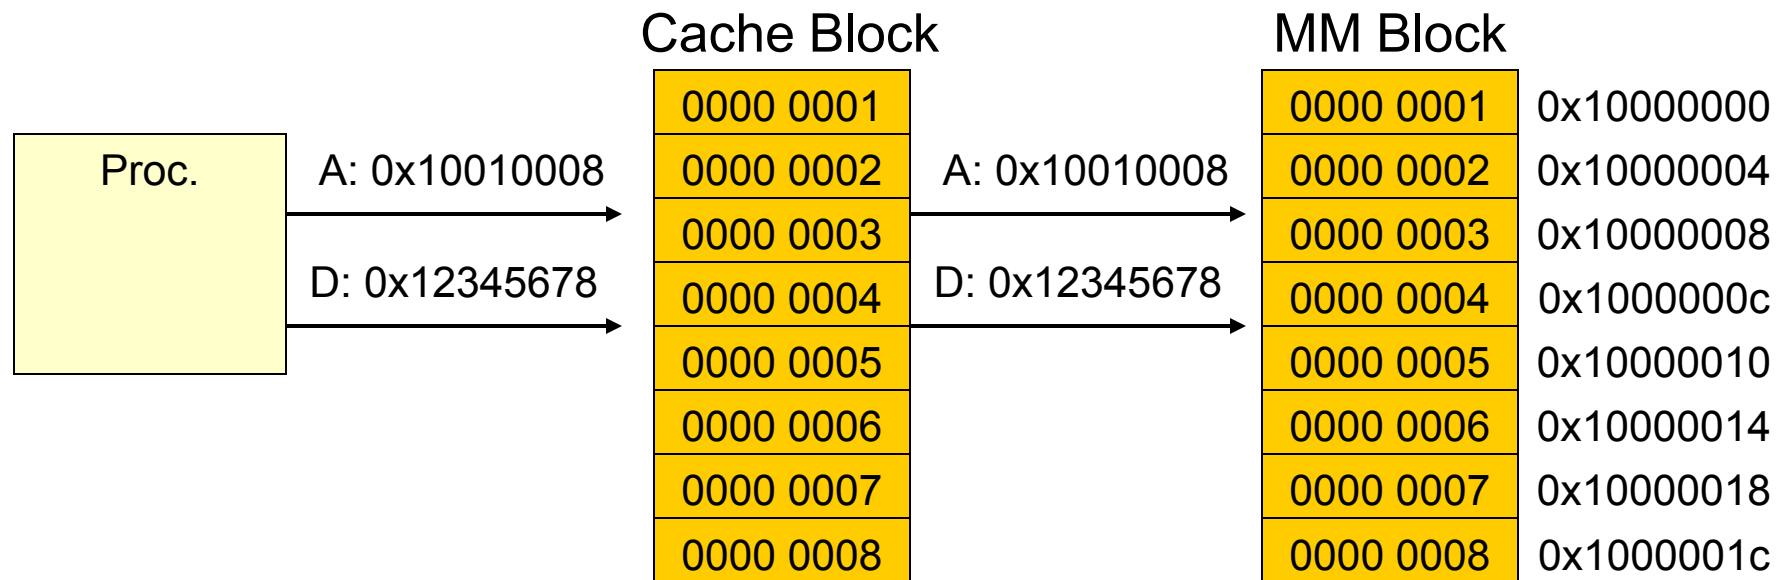 Cache Block MM Block
0000 0001 0000 0001 0x10000000
Proc. A: 0x10010008 0000 0002 A: 0x10010008 0000 0002 0x10000004
0000 0003 0000 0003 0x10000008
D: 0x12345678 0000 0004 D: 0x12345678 0000 0004 0x1000000c
0000 0005 0000 0005 0x10000010
0000 0006 0000 0006 0x10000014
0000 0007 0000 0007 0x10000018
0000 0008 0000 0008 0x1000001c